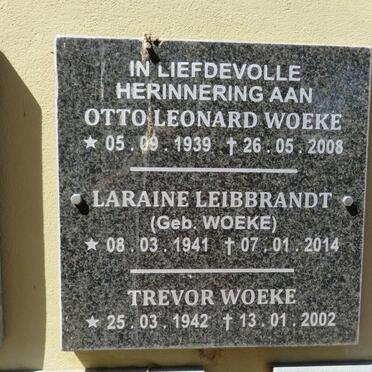 IN LIEFDEVOLLE
HERINNERING AAN
OTTO LEONARD WOEKE
★ 05 . 09 . 1939 † 26 . 05 . 2008
LARAINE LEIBBRANDT
(Geb. WOEKE)
★ 08 . 03 . 1941 † 07 . 01 . 2014
TREVOR WOEKE
★ 25 . 03 . 1942 † 13 . 01 . 2002